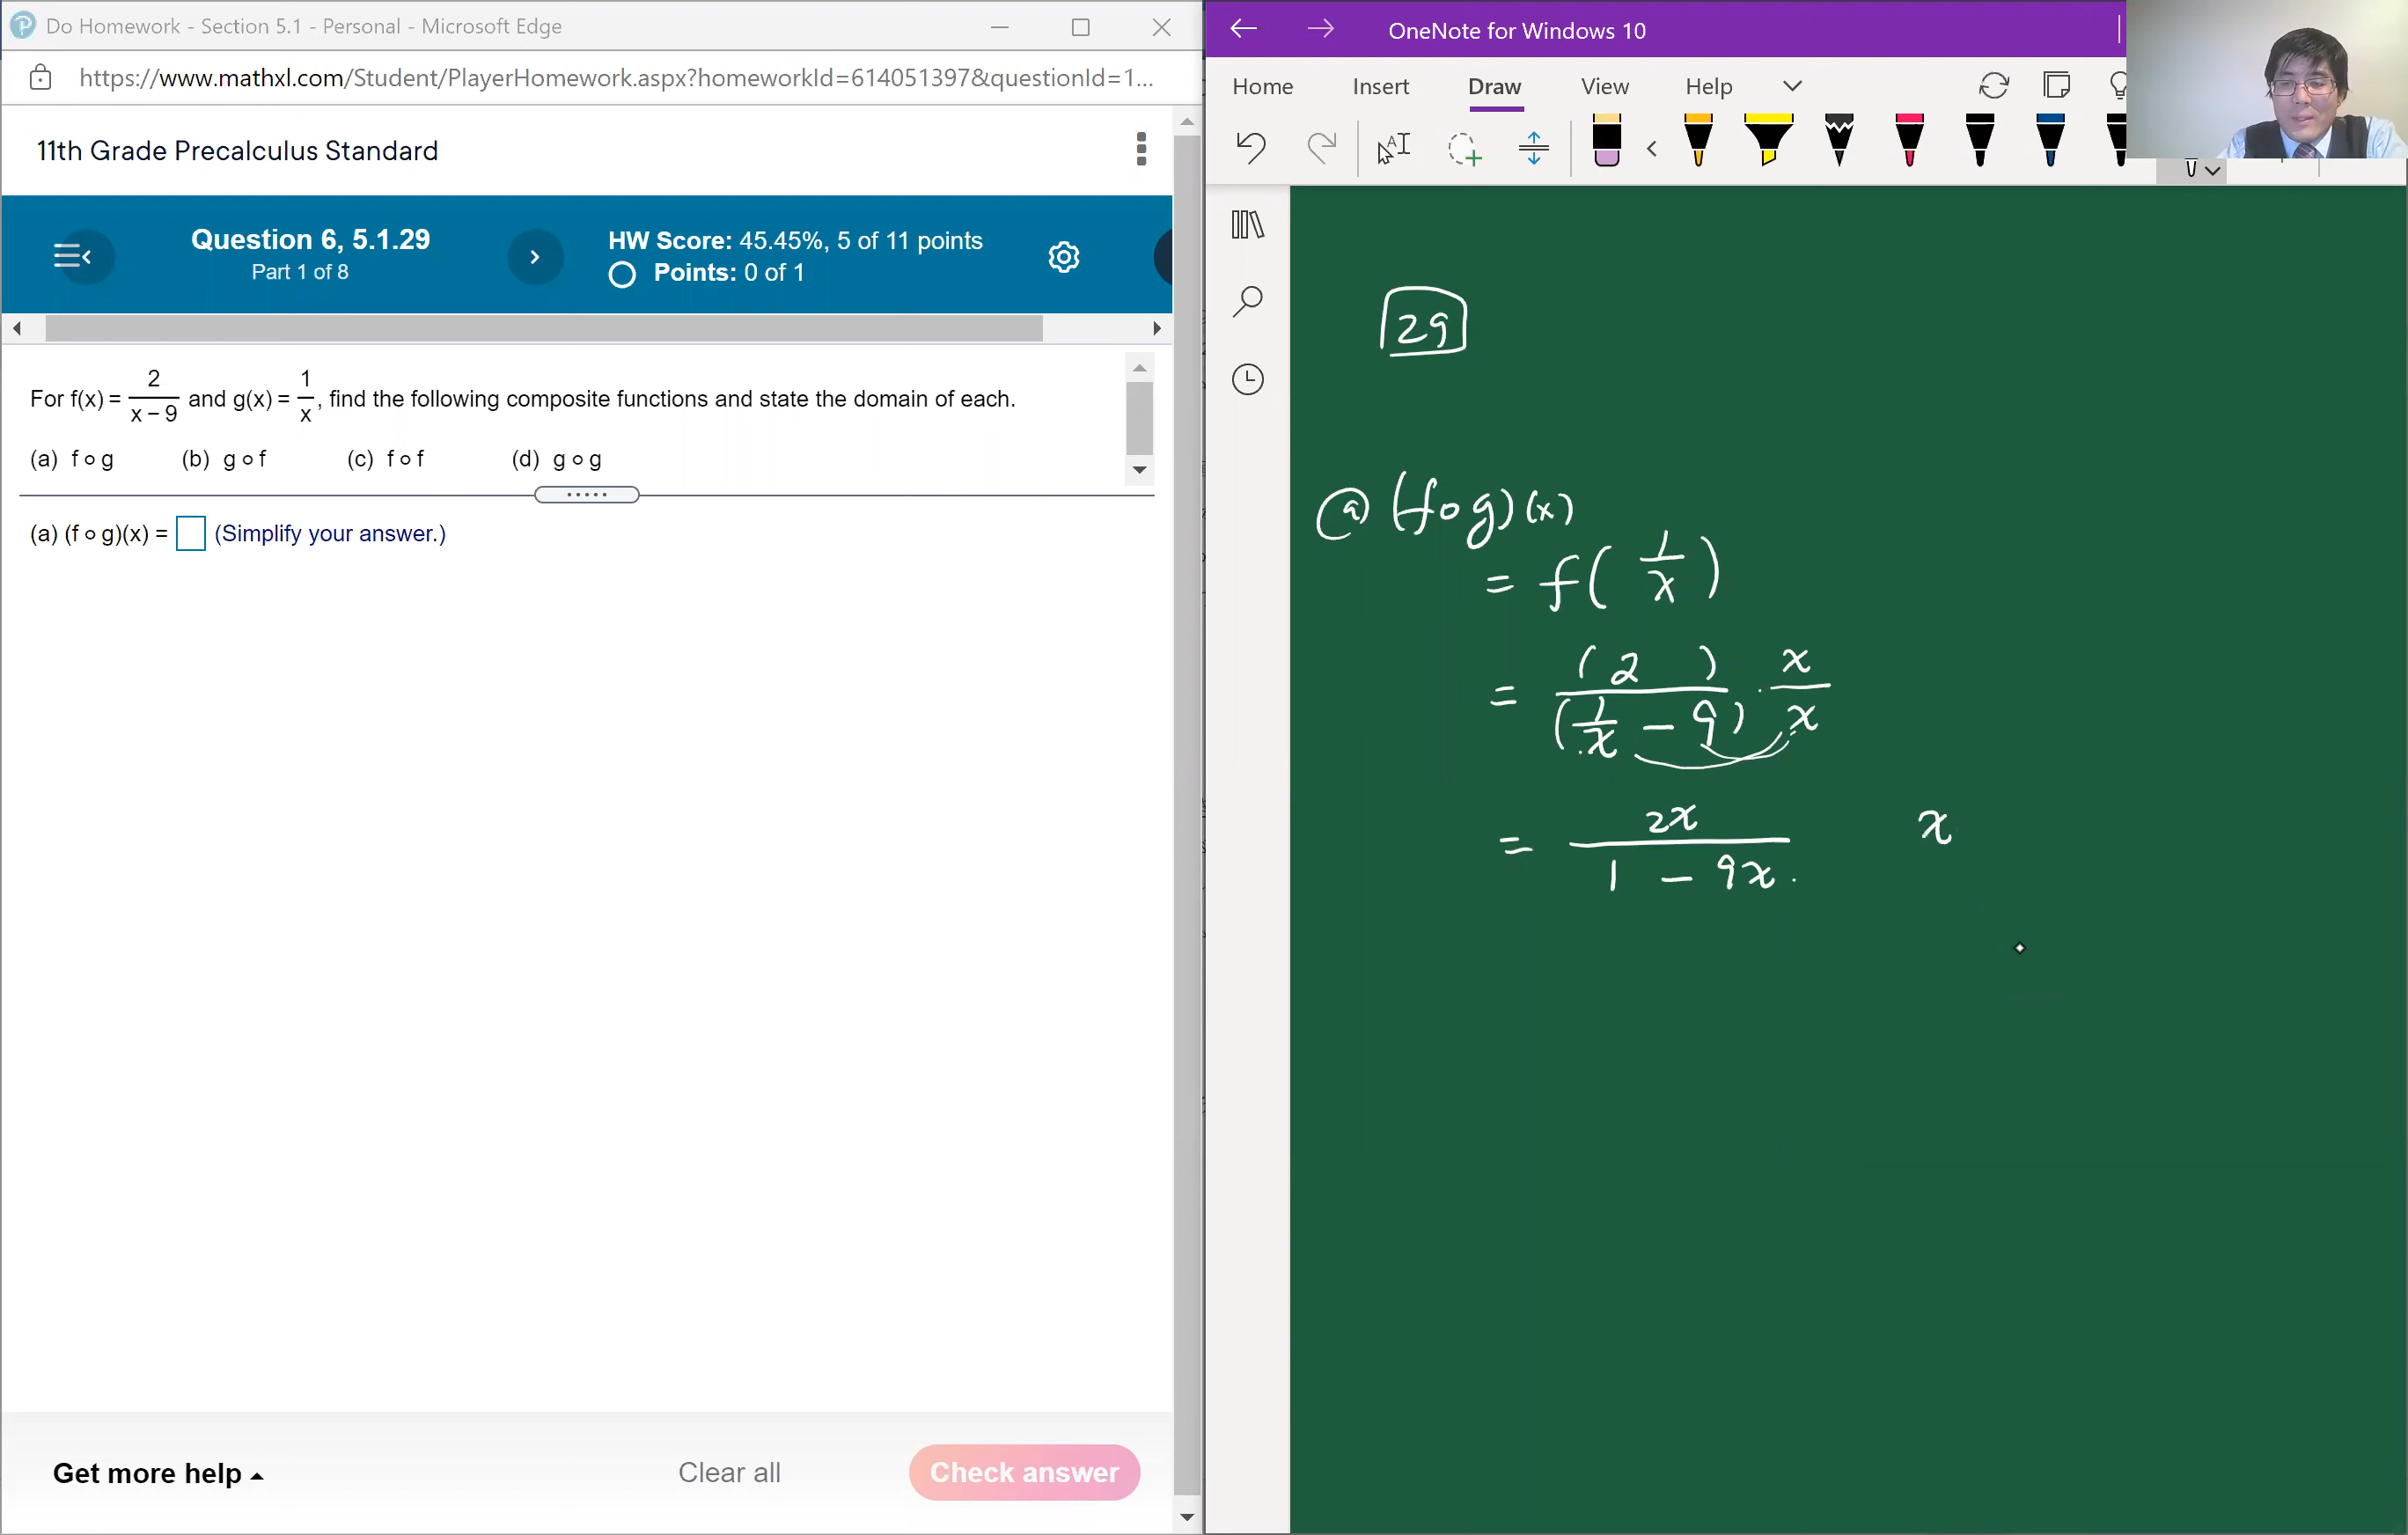 Do Homework - Section 5.1 - Personal - Microsoft Edge
https://www.mathxl.com/Student/PlayerHomework.aspx?homeworkId=614051397&questionId=1...
11th Grade Precalculus Standard
Question 6, 5.1.29
Part 1 of 8
HW Score: 45.45%, 5 of 11 points
Points: 0 of 1
For f(x) = 2/(x − 9) and g(x) = 1/x, find the following composite functions and state the domain of each.
(a) f∘g (b) g∘f (c) f∘f (d) g∘g
(a) (f∘g)(x) = (Simplify your answer.)
Get more help
Clear all
Check answer
OneNote for Windows 10
Home Insert Draw View Help
29
(a) (f∘g)(x)
= f(1/x)
= (2)/(1/x − 9) · x/x
= 2x/(1 − 9x) x